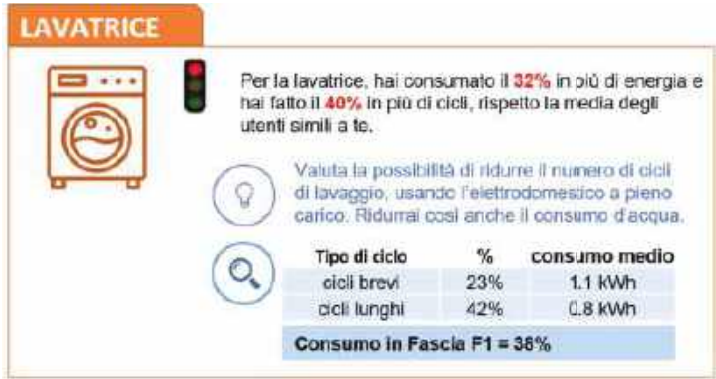 LAVATRICE
Per la lavatrice, hai consumato il 32% in più di energia e
hai fatto il 40% in più di cicli, rispetto la media degli
utenti simili a te.
Valuta la possibilità di ridurre il numero di cicli
di lavaggio, usando l'elettrodomestico a pieno
carico. Ridurrai così anche il consumo d'acqua.
Tipo di ciclo % consumo medio
cicli brevi 23% 1.1 kWh
cicli lunghi 42% 0.8 kWh
Consumo in Fascia F1 = 38%